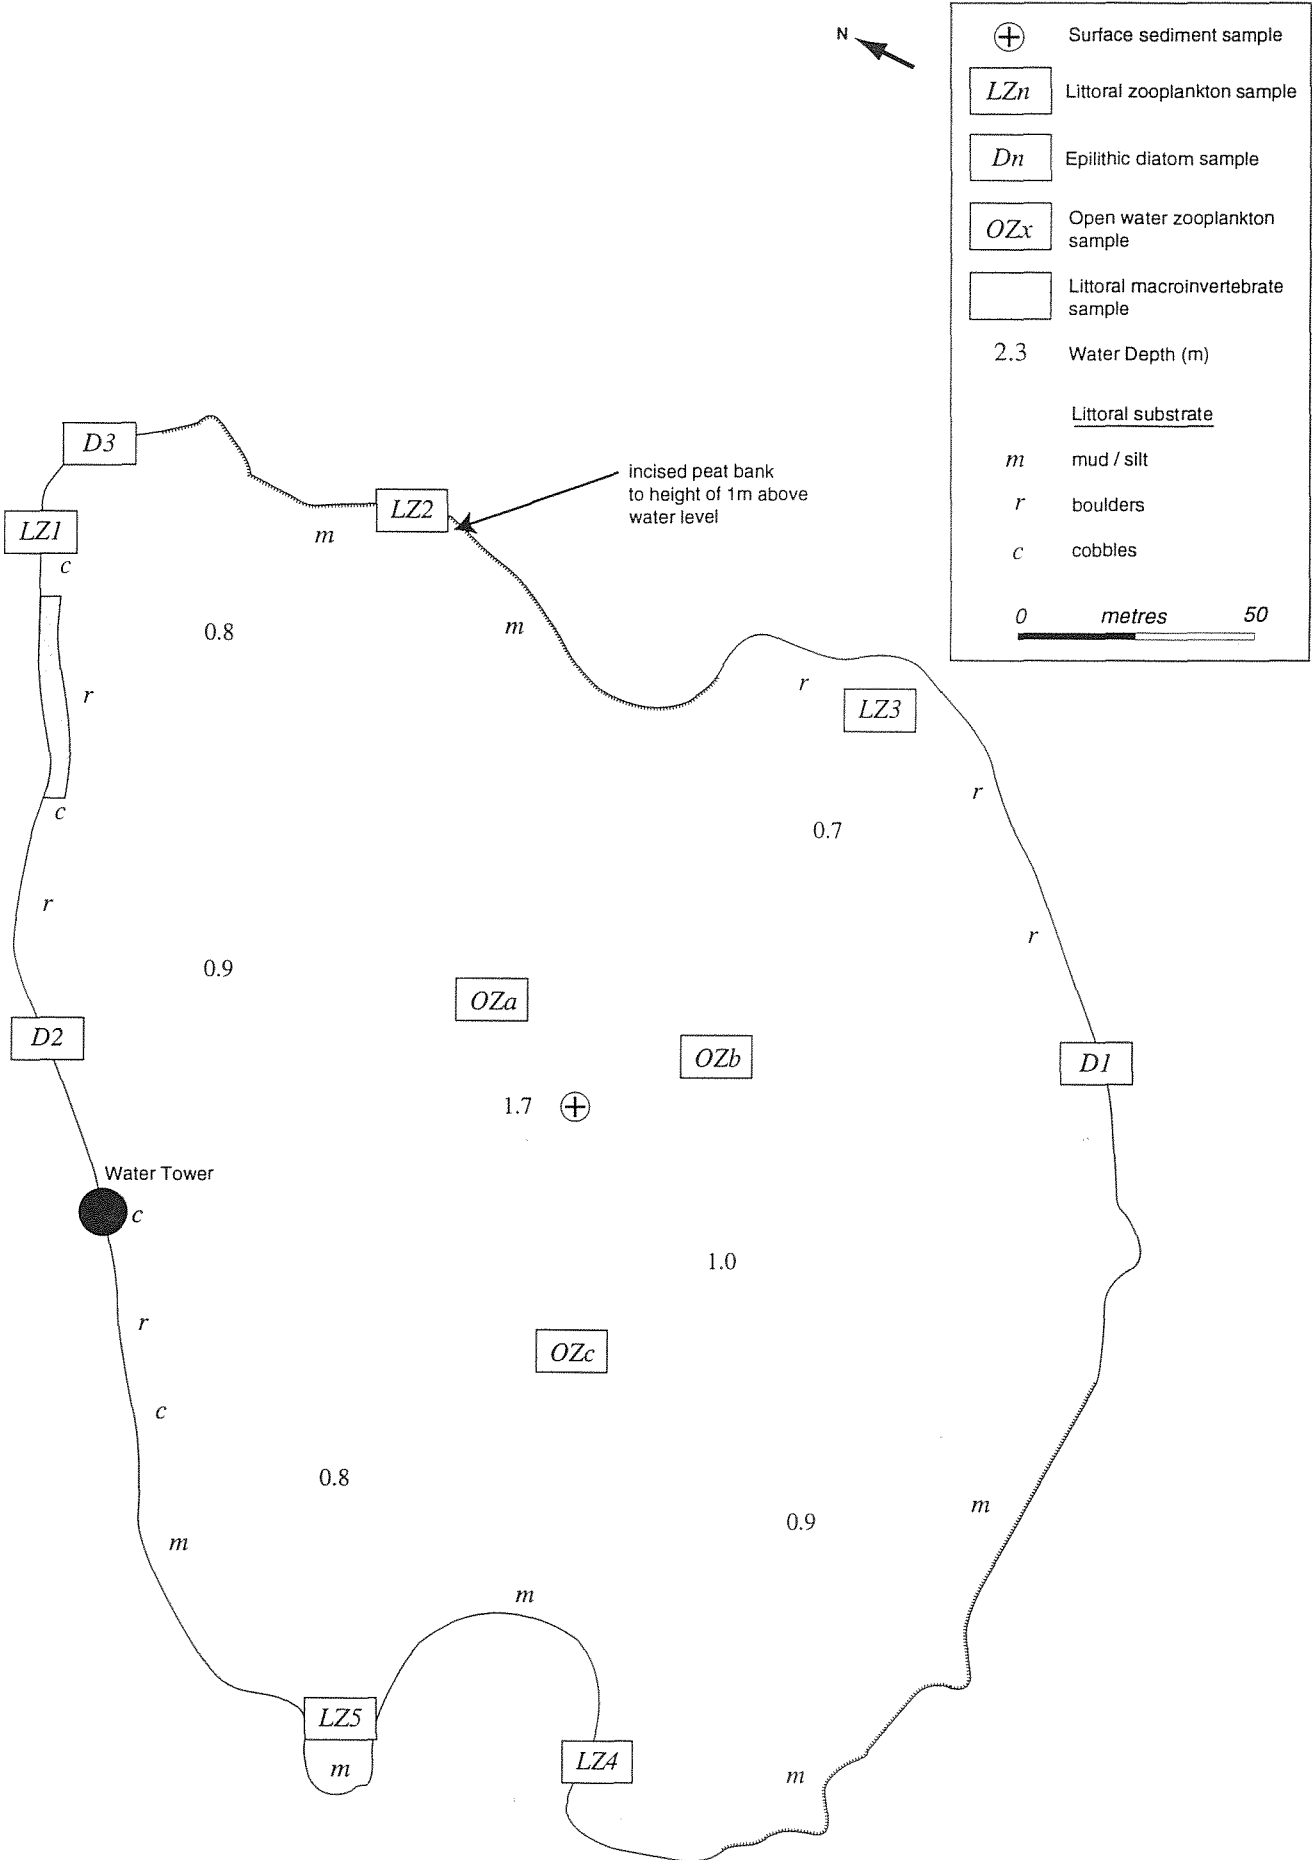 N
Surface sediment sample
LZn
Littoral zooplankton sample
Dn
Epilithic diatom sample
OZx
Open water zooplankton
sample
Littoral macroinvertebrate
sample
2.3
Water Depth (m)
Littoral substrate
m
mud / silt
r
boulders
c
cobbles
0 metres 50
D3
LZ1
c
m
LZ2
incised peat bank
to height of 1m above
water level
0.8
m
r
r
LZ3
r
c
0.7
r
r
0.9
OZa
D2
OZb
D1
1.7
Water Tower
c
1.0
r
OZc
c
0.8
m
0.9
m
m
LZ5
m
LZ4
m